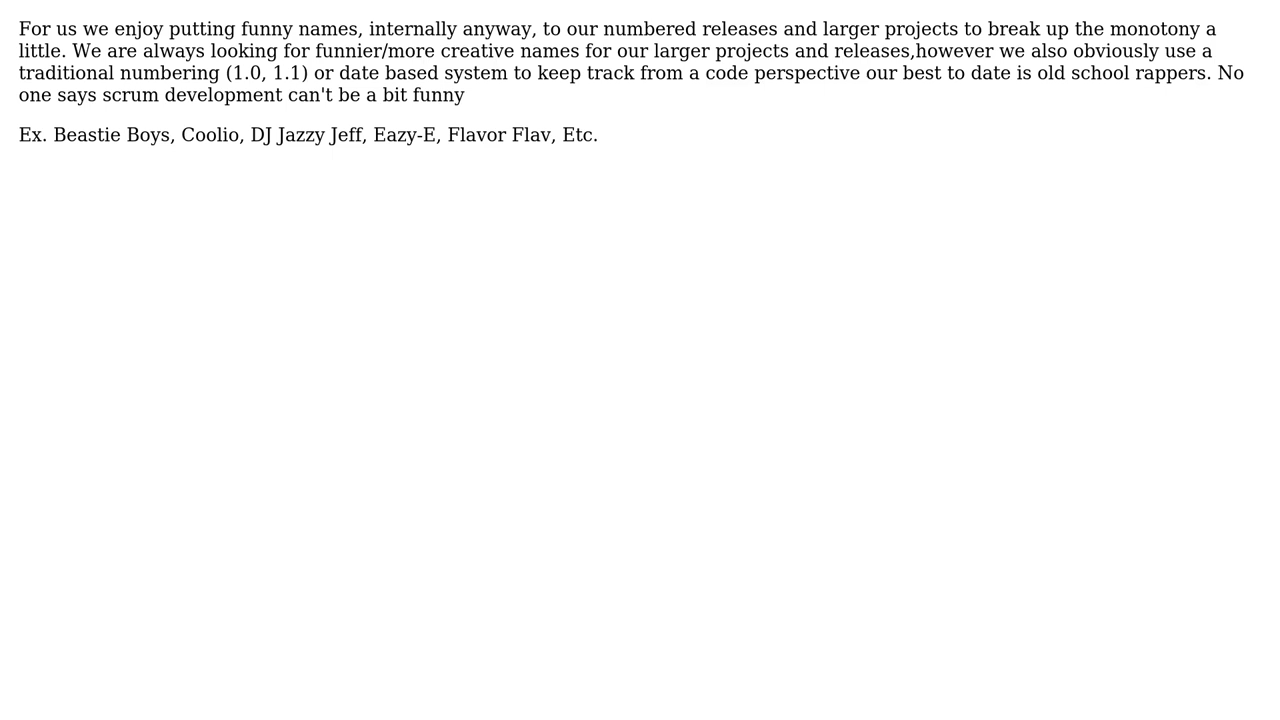 For us we enjoy putting funny names, internally anyway, to our numbered releases and larger projects to break up the monotony a
little. We are always looking for funnier/more creative names for our larger projects and releases,however we also obviously use a
traditional numbering (1.0, 1.1) or date based system to keep track from a code perspective our best to date is old school rappers. No
one says scrum development can't be a bit funny
Ex. Beastie Boys, Coolio, DJ Jazzy Jeff, Eazy-E, Flavor Flav, Etc.